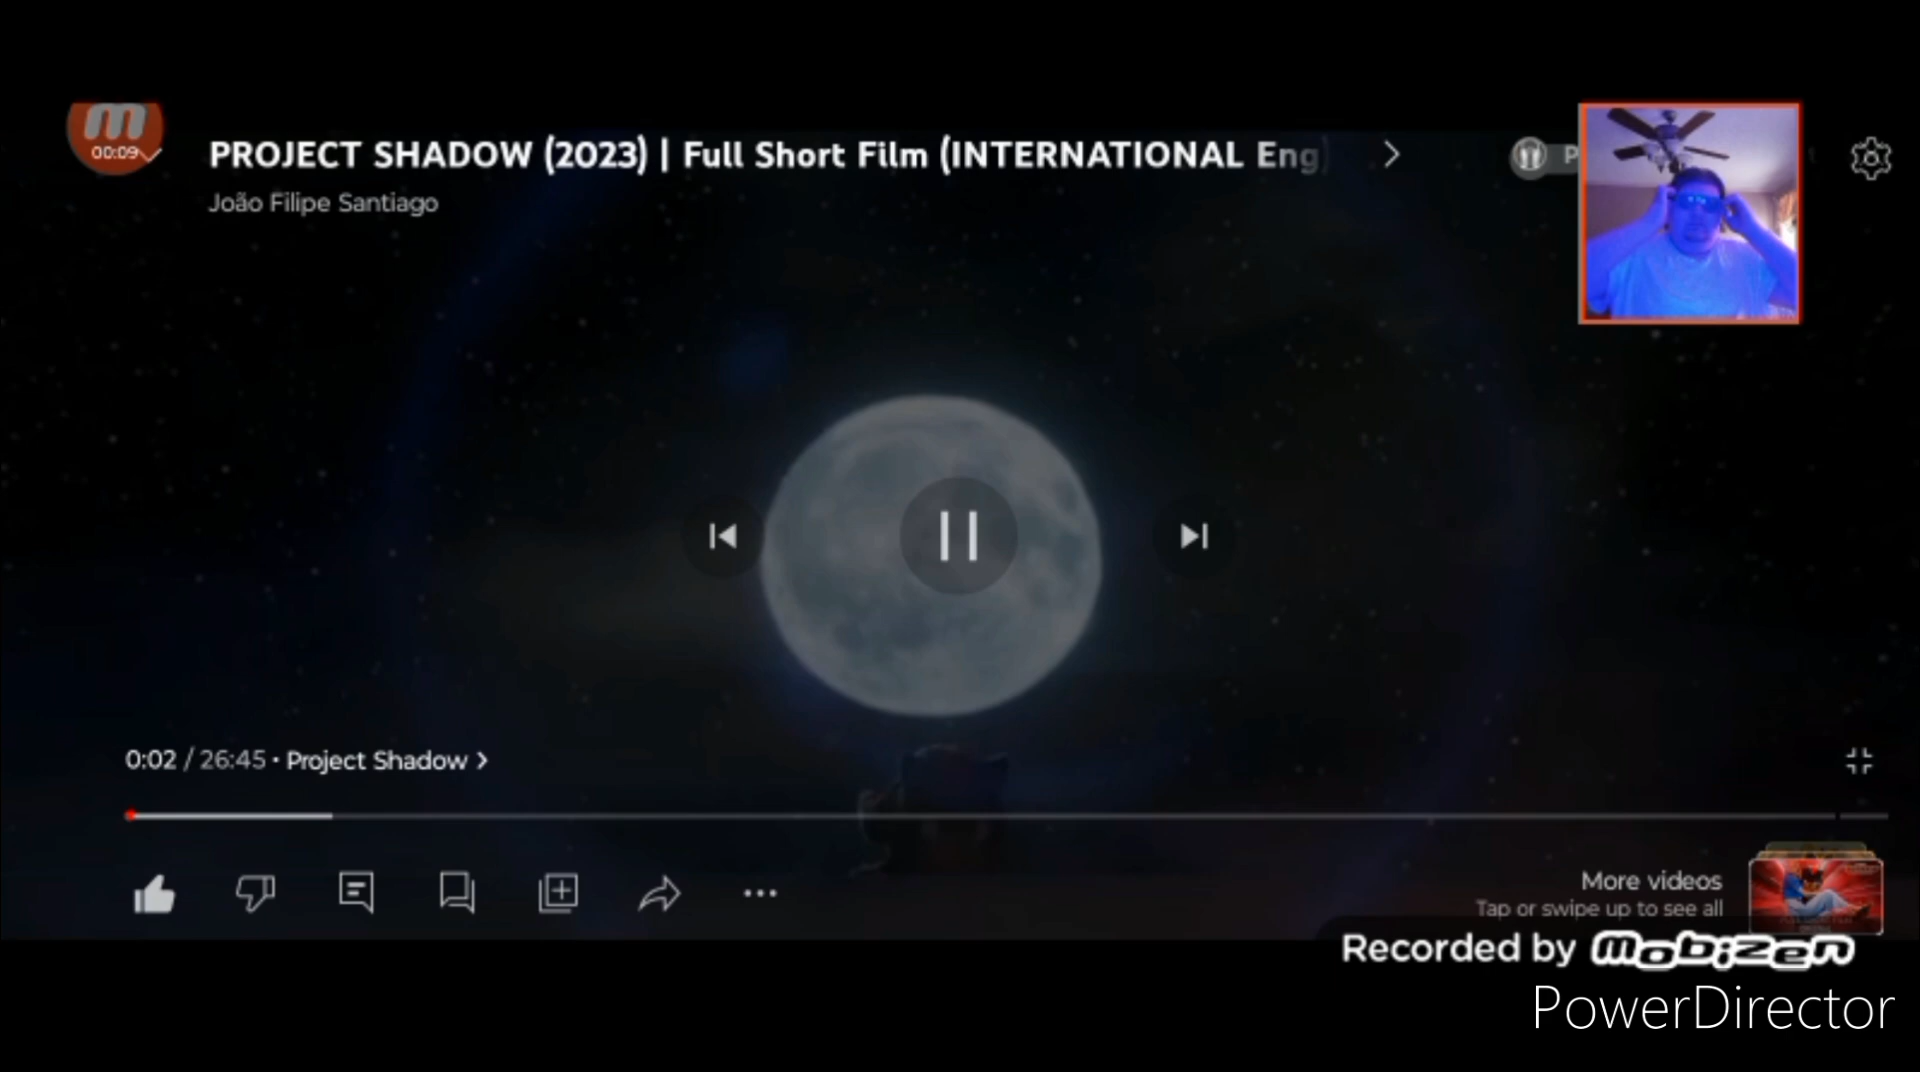 m
00:09
PROJECT SHADOW (2023) | Full Short Film (INTERNATIONAL Eng
João Filipe Santiago
P
0:02 / 26:45 • Project Shadow >
More videos
Tap or swipe up to see all
Recorded by mobizen
PowerDirector